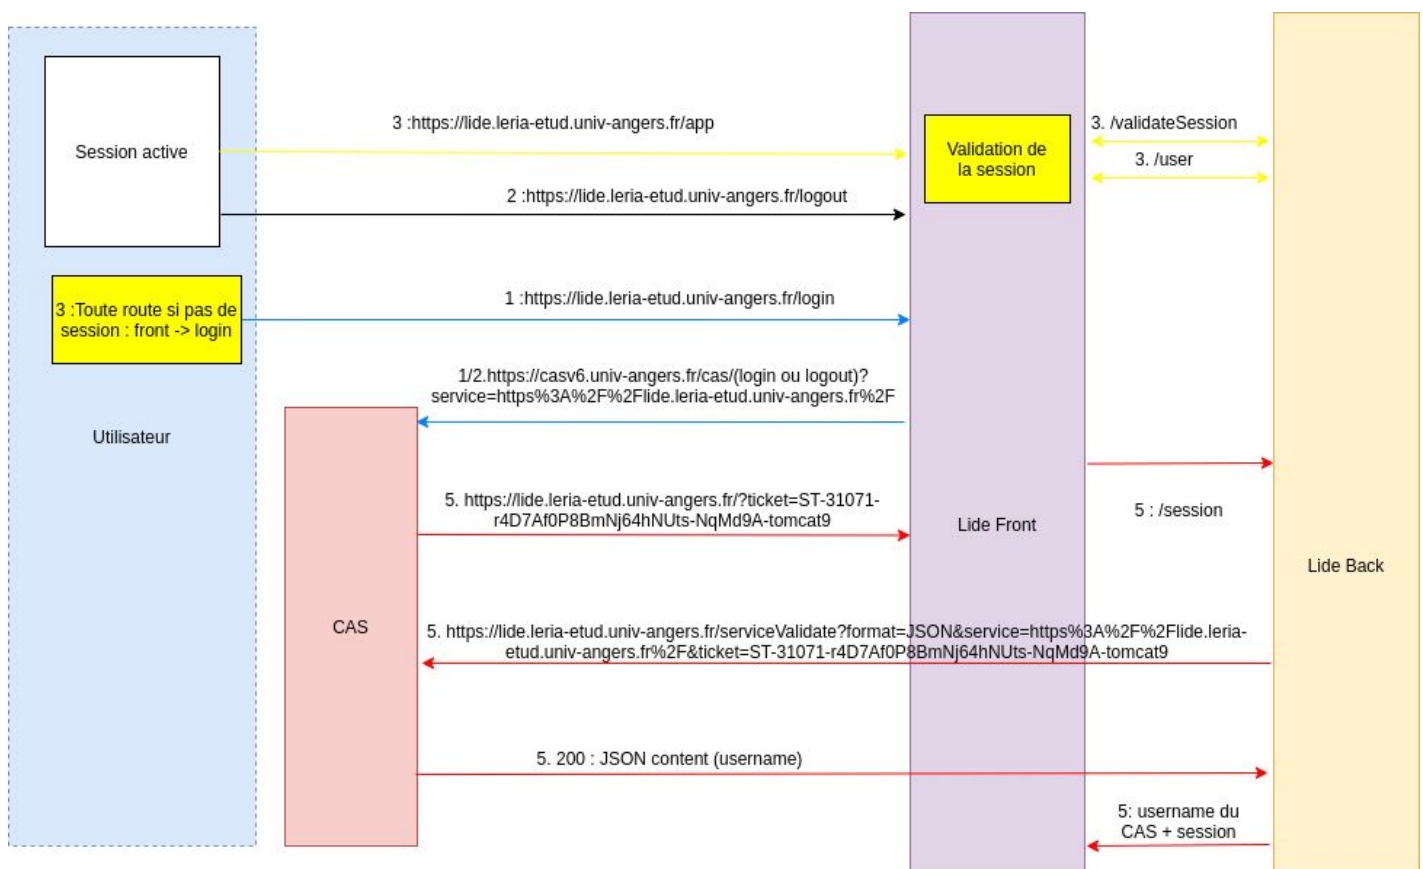 3 :https://lide.leria-etud.univ-angers.fr/app
3. /validateSession
Session active
Validation de
la session
3. /user
2 :https://lide.leria-etud.univ-angers.fr/logout
3 :Toute route si pas de
session : front -> login
1 :https://lide.leria-etud.univ-angers.fr/login
1/2.https://casv6.univ-angers.fr/cas/(login ou logout)?
service=https%3A%2F%2Flide.leria-etud.univ-angers.fr%2F
Utilisateur
5. https://lide.leria-etud.univ-angers.fr/?ticket=ST-31071-
r4D7Af0P8BmNj64hNUts-NqMd9A-tomcat9
Lide Front
5 : /session
Lide Back
CAS
5. https://lide.leria-etud.univ-angers.fr/serviceValidate?format=JSON&service=https%3A%2F%2Flide.leria-
etud.univ-angers.fr%2F&ticket=ST-31071-r4D7Af0P8BmNj64hNUts-NqMd9A-tomcat9
5. 200 : JSON content (username)
5: username du
CAS + session